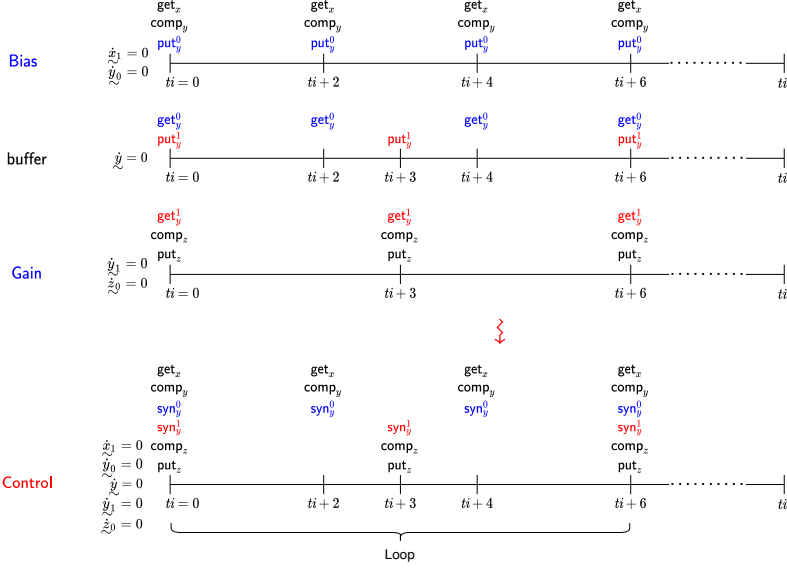 get_x get_x get_x get_x
comp_y comp_y comp_y comp_y
put_y^0 put_y^0 put_y^0 put_y^0
ẋ_1 = 0
Bias
ẏ_0 = 0
ti = 0 ti + 2 ti + 4 ti + 6 .......... ti
get_y^0 get_y^0 get_y^0 get_y^0
put_y^1 put_y^1 put_y^1
buffer ẏ = 0
ti = 0 ti + 2 ti + 3 ti + 4 ti + 6 .......... ti
get_y^1 get_y^1 get_y^1
comp_z comp_z comp_z
put_z put_z put_z
ẏ_1 = 0
Gain
ż_0 = 0
ti = 0 ti + 3 ti + 6 .......... ti
get_x get_x get_x get_x
comp_y comp_y comp_y comp_y
syn_y^0 syn_y^0 syn_y^0 syn_y^0
syn_y^1 syn_y^1 syn_y^1
ẋ_1 = 0 comp_z comp_z comp_z
ẏ_0 = 0 put_z put_z put_z
Control ẏ = 0
ẏ_1 = 0 ti = 0 ti + 2 ti + 3 ti + 4 ti + 6 .......... ti
ż_0 = 0
Loop